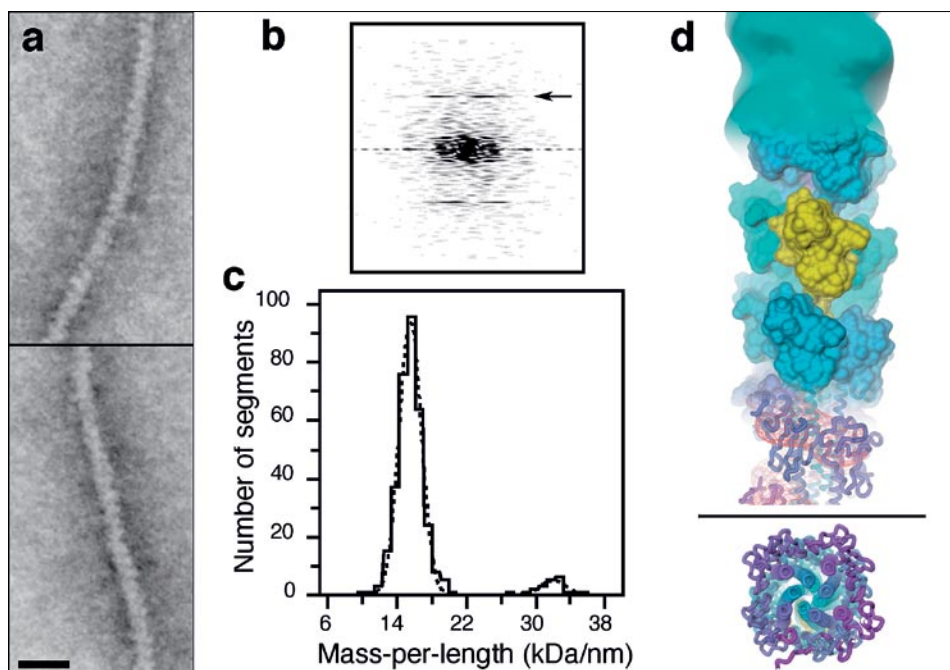 a
b
c
d
100
80
60
40
20
0
Number of segments
6 14 22 30 38
Mass-per-length (kDa/nm)